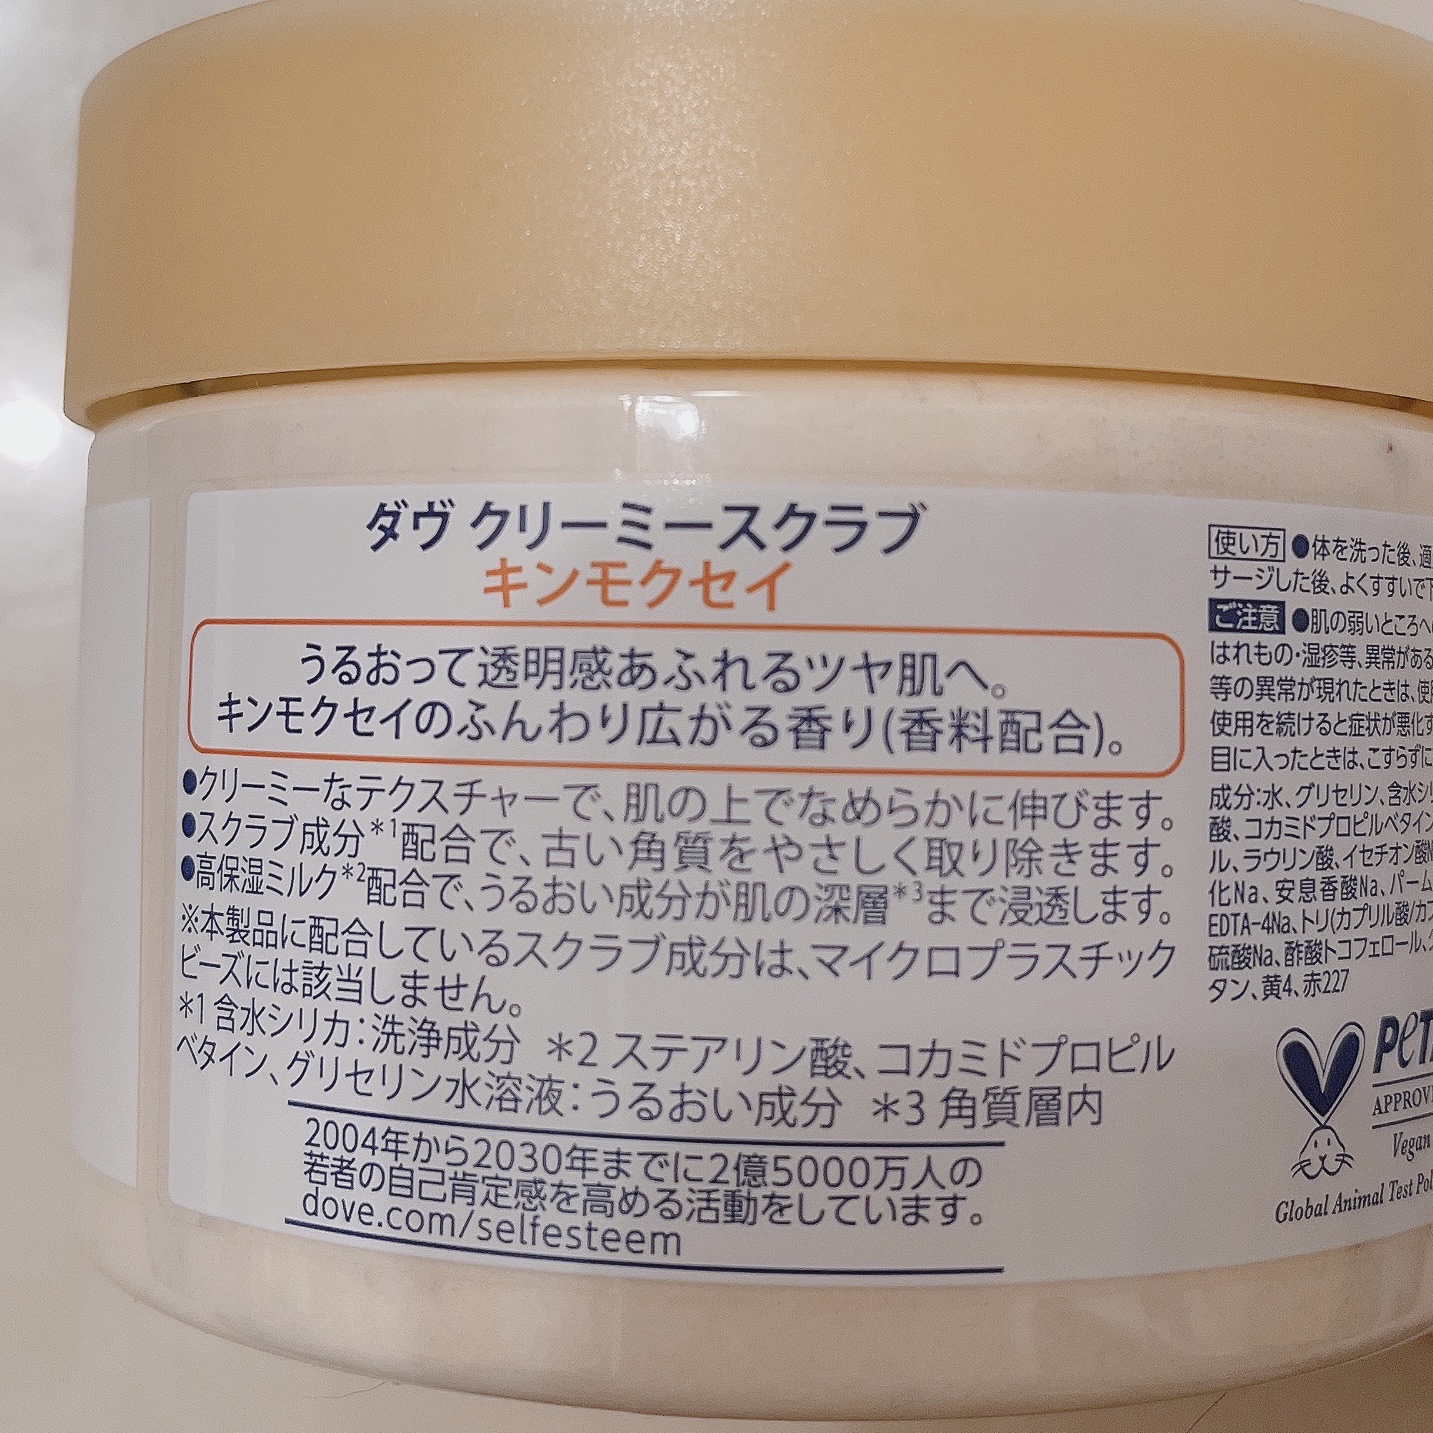 ダヴ クリーミースクラブ
キンモクセイ
うるおって透明感あふれるツヤ肌へ。
キンモクセイのふんわり広がる香り(香料配合)。
●クリーミーなテクスチャーで、肌の上でなめらかに伸びます。
●スクラブ成分*1配合で、古い角質をやさしく取り除きます。
●高保湿ミルク*2配合で、うるおい成分が肌の深層*3まで浸透します。
※本製品に配合しているスクラブ成分は、マイクロプラスチック
ビーズには該当しません。
*1 含水シリカ：洗浄成分 *2 ステアリン酸、コカミドプロピル
ベタイン、グリセリン水溶液：うるおい成分 *3 角質層内
2004年から2030年までに2億5000万人の
若者の自己肯定感を高める活動をしています。
dove.com/selfesteem
使い方 ●体を洗った後、適
サージした後、よくすすいで下
ご注意 ●肌の弱いところへ
はれもの・湿疹等、異常がある
等の異常が現れたときは、使
使用を続けると症状が悪化す
目に入ったときは、こすらずに
成分：水、グリセリン、含水シリ
酸、コカミドプロピルベタイン
ル、ラウリン酸、イセチオン酸N
化Na、安息香酸Na、パーム
EDTA-4Na、トリ(カプリル酸/カプ
硫酸Na、酢酸トコフェロール、
タン、黄4、赤227
PETA
APPROVE
Vegan
Global Animal Test Pol